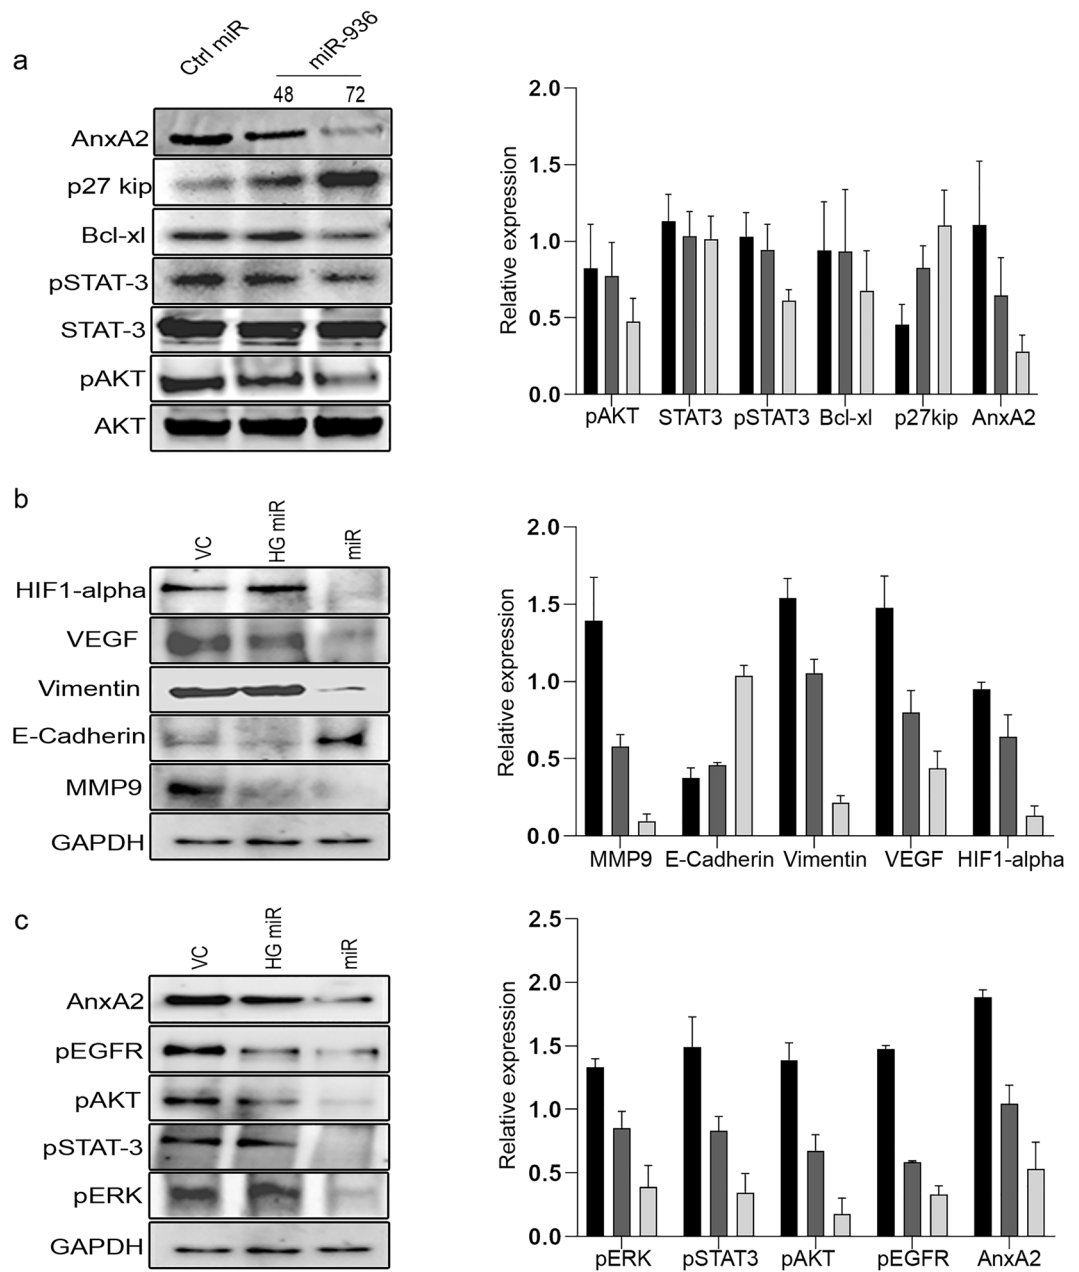 a
Ctrl miR
miR-936
48 72
AnxA2
p27 kip
Bcl-xl
pSTAT-3
STAT-3
pAKT
AKT
2.0
1.5
1.0
0.5
0.0
Relative expression
pAKT STAT3 pSTAT3 Bcl-xl p27kip AnxA2
b
VC HG miR miR
HIF1-alpha
VEGF
Vimentin
E-Cadherin
MMP9
GAPDH
2.0
1.5
1.0
0.5
0.0
Relative expression
MMP9 E-Cadherin Vimentin VEGF HIF1-alpha
c
VC HG miR miR
AnxA2
pEGFR
pAKT
pSTAT-3
pERK
GAPDH
2.5
2.0
1.5
1.0
0.5
0.0
Relative expression
pERK pSTAT3 pAKT pEGFR AnxA2